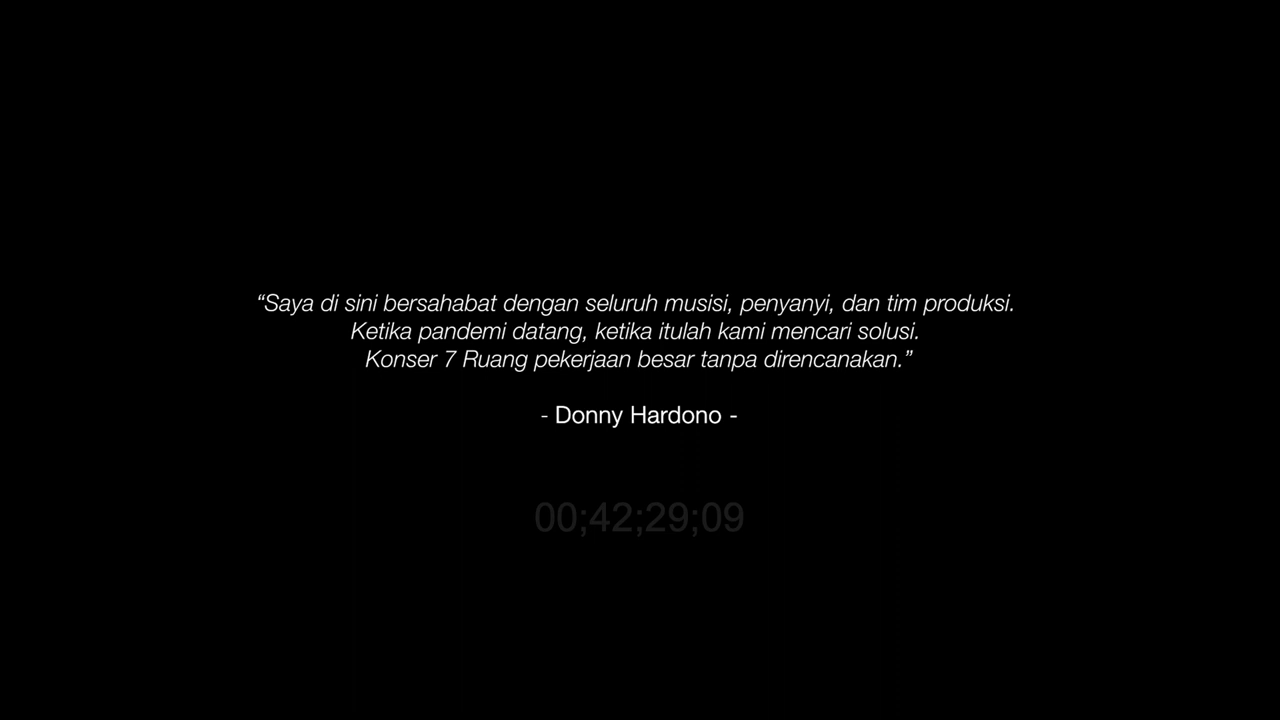 “Saya di sini bersahabat dengan seluruh musisi, penyanyi, dan tim produksi.
Ketika pandemi datang, ketika itulah kami mencari solusi.
Konser 7 Ruang pekerjaan besar tanpa direncanakan.”
- Donny Hardono -
00;42;29;09